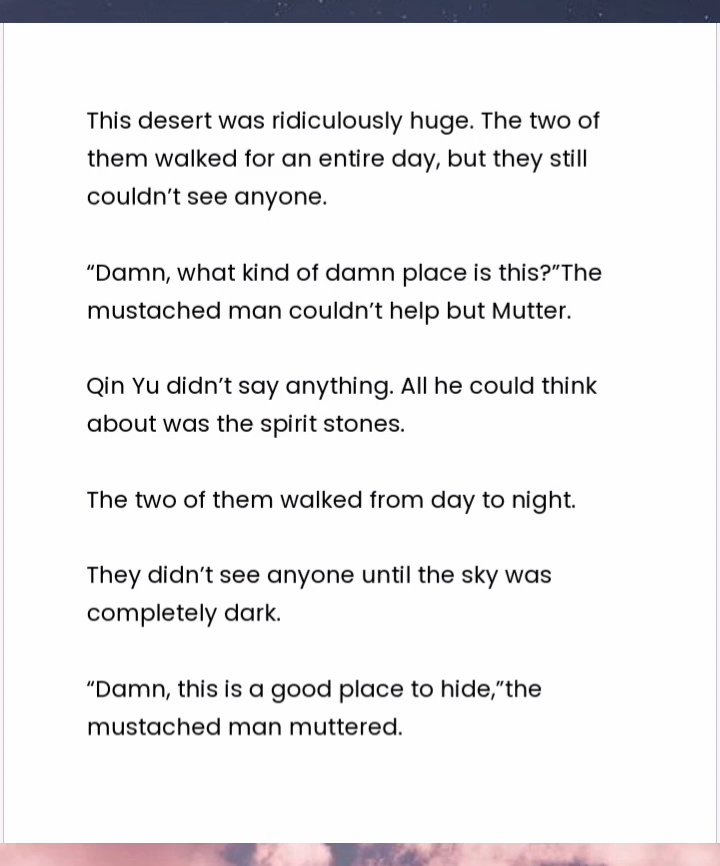 This desert was ridiculously huge. The two of
them walked for an entire day, but they still
couldn’t see anyone.
“Damn, what kind of damn place is this?”The
mustached man couldn’t help but Mutter.
Qin Yu didn’t say anything. All he could think
about was the spirit stones.
The two of them walked from day to night.
They didn’t see anyone until the sky was
completely dark.
“Damn, this is a good place to hide,”the
mustached man muttered.